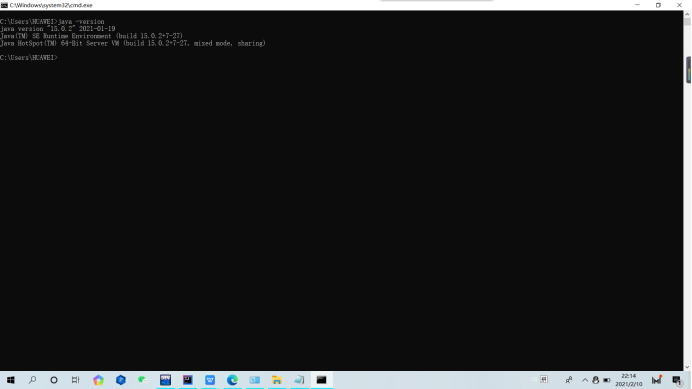 C:\Windows\system32\cmd.exe
C:\Users\HUAWEI>java -version
java version "15.0.2" 2021-01-19
Java(TM) SE Runtime Environment (build 15.0.2+7-27)
Java HotSpot(TM) 64-Bit Server VM (build 15.0.2+7-27, mixed mode, sharing)
C:\Users\HUAWEI>
22:14
2021/2/10